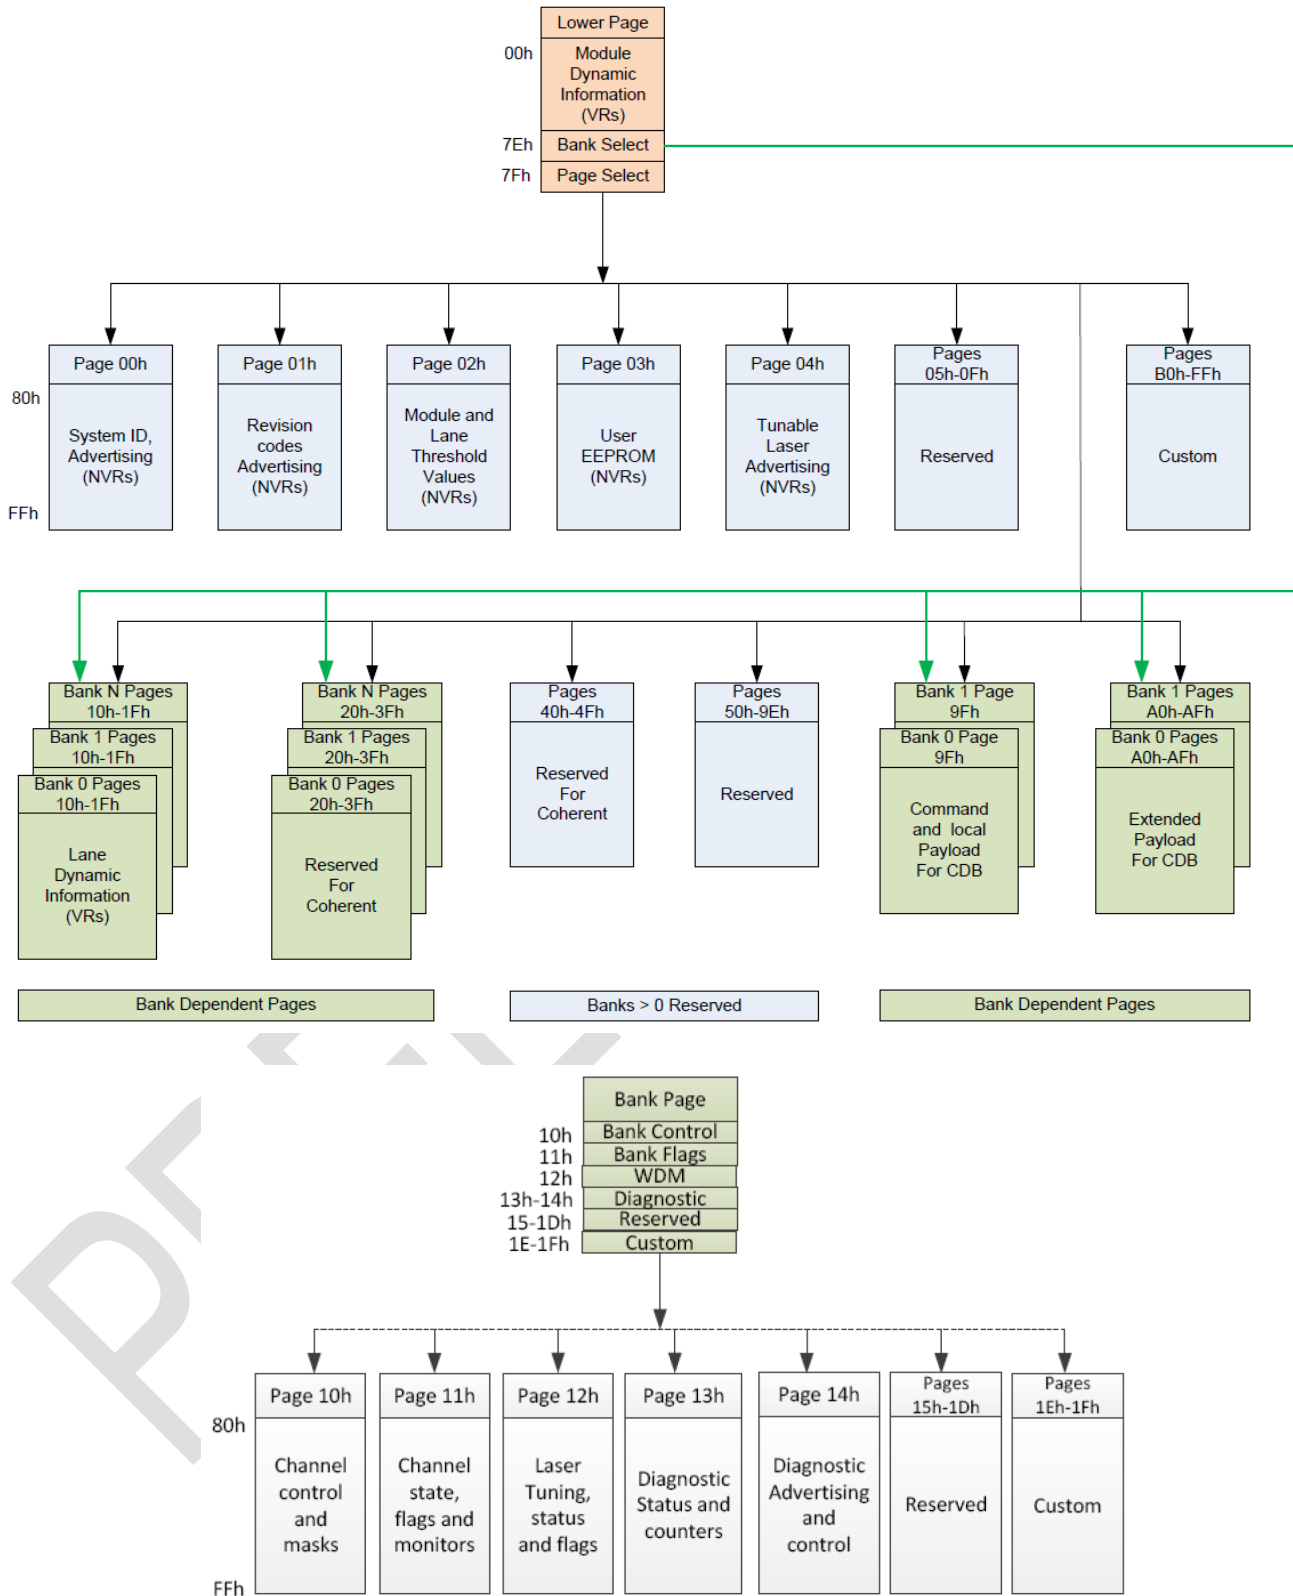 Lower Page
00h
Module
Dynamic
Information
(VRs)
7Eh
Bank Select
7Fh
Page Select
Page 00h
Page 01h
Page 02h
Page 03h
Page 04h
Pages
05h-0Fh
Pages
B0h-FFh
80h
System ID,
Advertising
(NVRs)
Revision
codes
Advertising
(NVRs)
Module and
Lane
Threshold
Values
(NVRs)
User
EEPROM
(NVRs)
Tunable
Laser
Advertising
(NVRs)
Reserved
Custom
FFh
Bank N Pages
10h-1Fh
Bank 1 Pages
10h-1Fh
Bank 0 Pages
10h-1Fh
Lane
Dynamic
Information
(VRs)
Bank N Pages
20h-3Fh
Bank 1 Pages
20h-3Fh
Bank 0 Pages
20h-3Fh
Reserved
For
Coherent
Pages
40h-4Fh
Reserved
For
Coherent
Pages
50h-9Eh
Reserved
Bank 1 Page
9Fh
Bank 0 Page
9Fh
Command
and local
Payload
For CDB
Bank 1 Pages
A0h-AFh
Bank 0 Pages
A0h-AFh
Extended
Payload
For CDB
Bank Dependent Pages
Banks > 0 Reserved
Bank Dependent Pages
Bank Page
10h
Bank Control
11h
Bank Flags
12h
WDM
13h-14h
Diagnostic
15-1Dh
Reserved
1E-1Fh
Custom
Page 10h
Page 11h
Page 12h
Page 13h
Page 14h
Pages
15h-1Dh
Pages
1Eh-1Fh
80h
Channel
control
and
masks
Channel
state,
flags and
monitors
Laser
Tuning,
status
and flags
Diagnostic
Status and
counters
Diagnostic
Advertising
and
control
Reserved
Custom
FFh